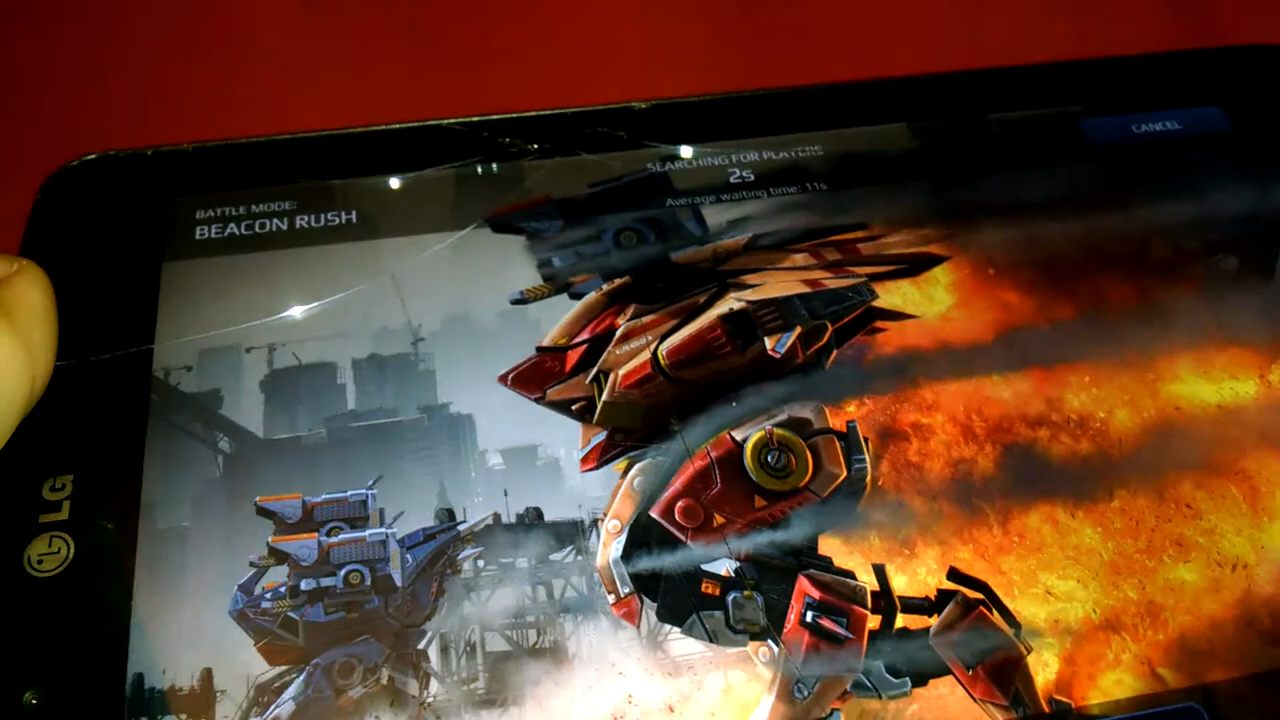 BATTLE MODE:
BEACON RUSH
SEARCHING FOR PLAYERS
2s
Average waiting time: 11s
CANCEL
LG